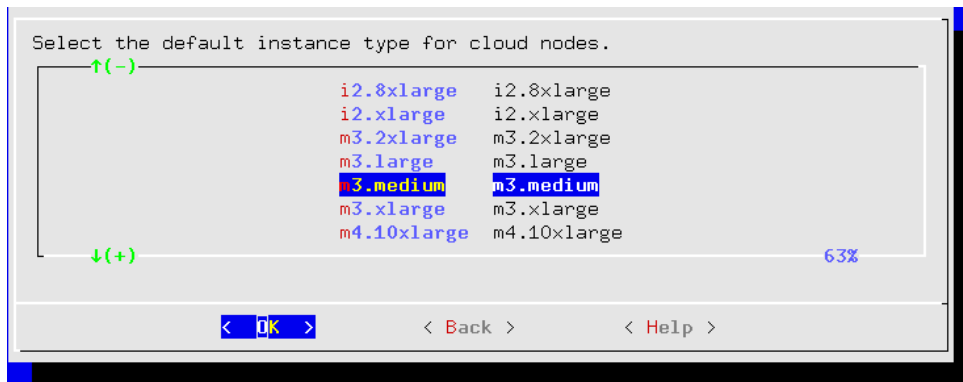 Select the default instance type for cloud nodes.
↑(-)
i2.8xlarge i2.8xlarge
i2.xlarge i2.xlarge
m3.2xlarge m3.2xlarge
m3.large m3.large
m3.medium m3.medium
m3.xlarge m3.xlarge
m4.10xlarge m4.10xlarge
↓(+) 63%
< OK > < Back > < Help >